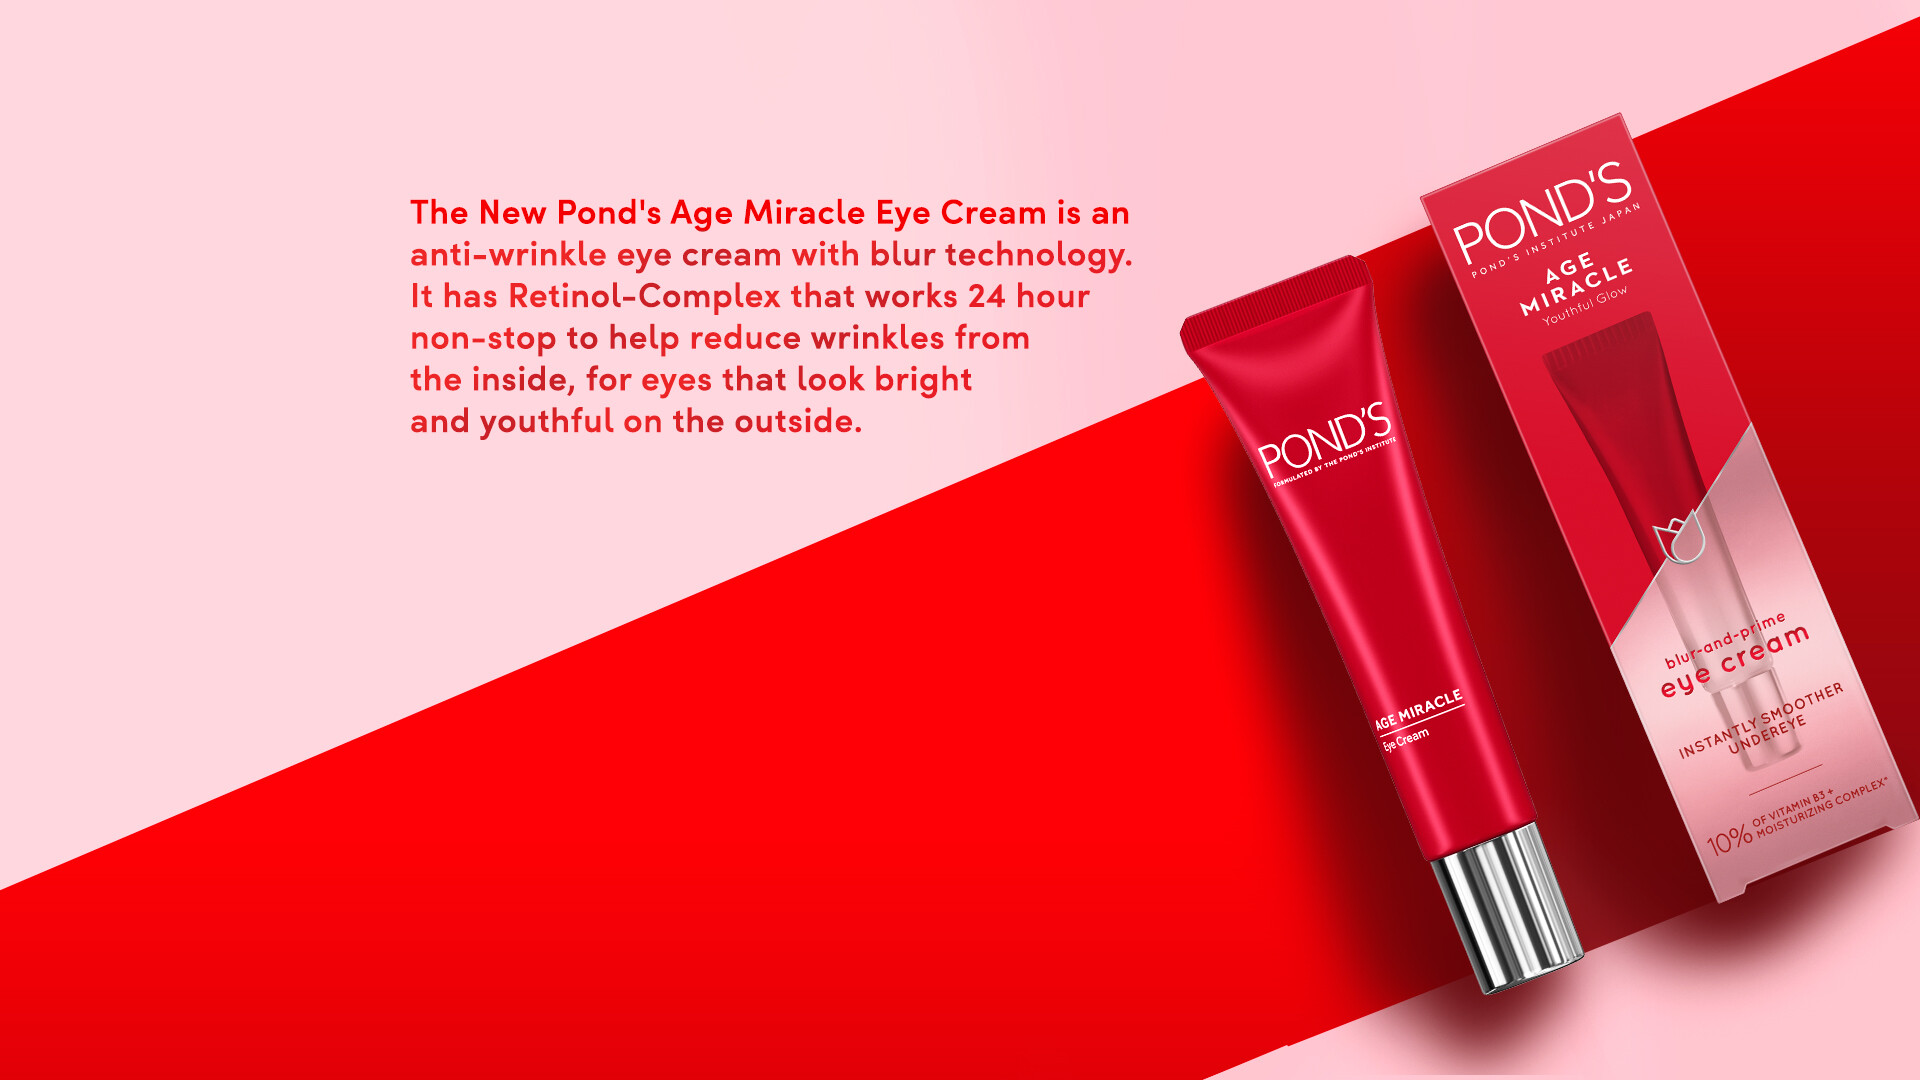 The New Pond's Age Miracle Eye Cream is an
anti-wrinkle eye cream with blur technology.
It has Retinol-Complex that works 24 hour
non-stop to help reduce wrinkles from
the inside, for eyes that look bright
and youthful on the outside.
POND'S
FORMULATED BY THE POND'S INSTITUTE
AGE MIRACLE
Eye Cream
POND'S
POND'S INSTITUTE JAPAN
AGE
MIRACLE
Youthful Glow
blur-and-prime
eye cream
INSTANTLY SMOOTHER
UNDEREYE
10% OF VITAMIN B3 +
MOISTURIZING COMPLEX*